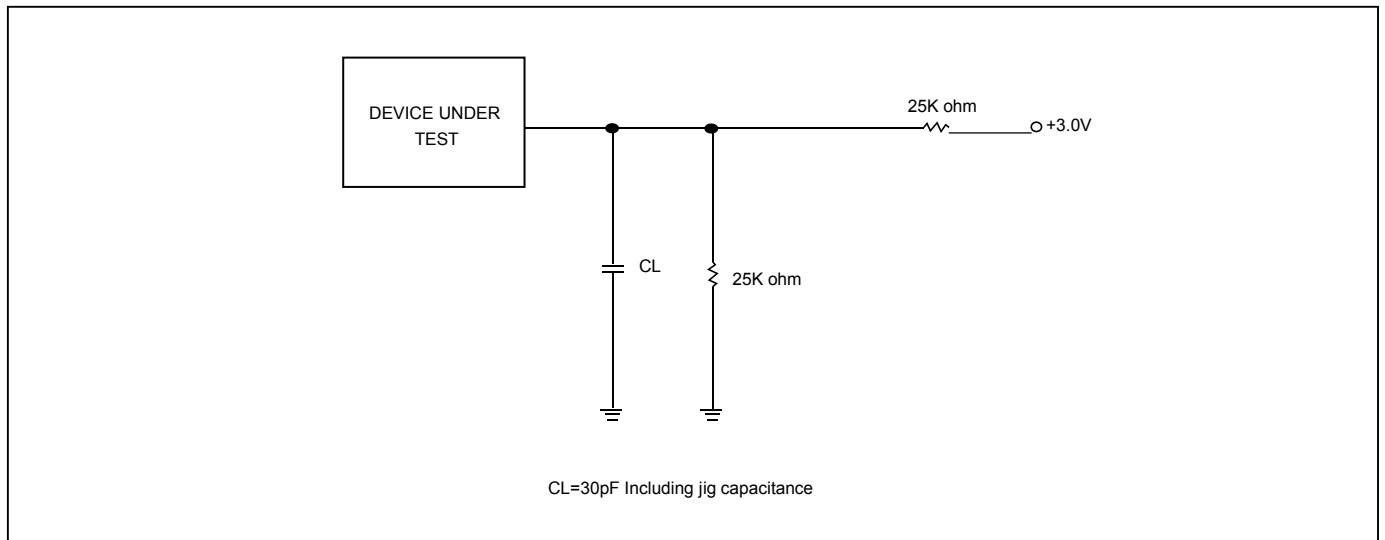 DEVICE UNDER
TEST
25K ohm
+3.0V
CL
25K ohm
CL=30pF Including jig capacitance